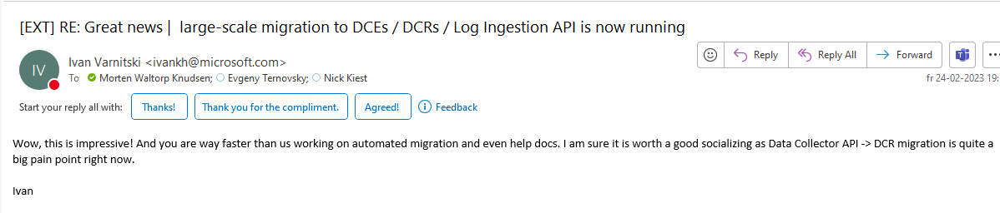 [EXT] RE: Great news | large-scale migration to DCEs / DCRs / Log Ingestion API is now running
IV
Ivan Varnitski <ivankh@microsoft.com>
To Morten Waltorp Knudsen; Evgeny Ternovsky; Nick Kiest
Reply
Reply All
Forward
fr 24-02-2023 19:
Start your reply all with: Thanks! Thank you for the compliment. Agreed! Feedback
Wow, this is impressive! And you are way faster than us working on automated migration and even help docs. I am sure it is worth a good socializing as Data Collector API -> DCR migration is quite a
big pain point right now.
Ivan